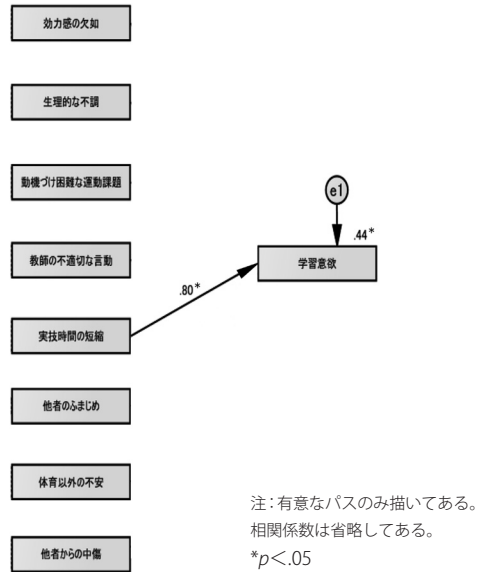 効力感の欠如
生理的な不調
動機づけ困難な運動課題
e1
.44*
教師の不適切な言動
学習意欲
.80*
実技時間の短縮
他者のふまじめ
体育以外の不安
他者からの中傷
注：有意なパスのみ描いてある。
相関係数は省略してある。
*p＜.05